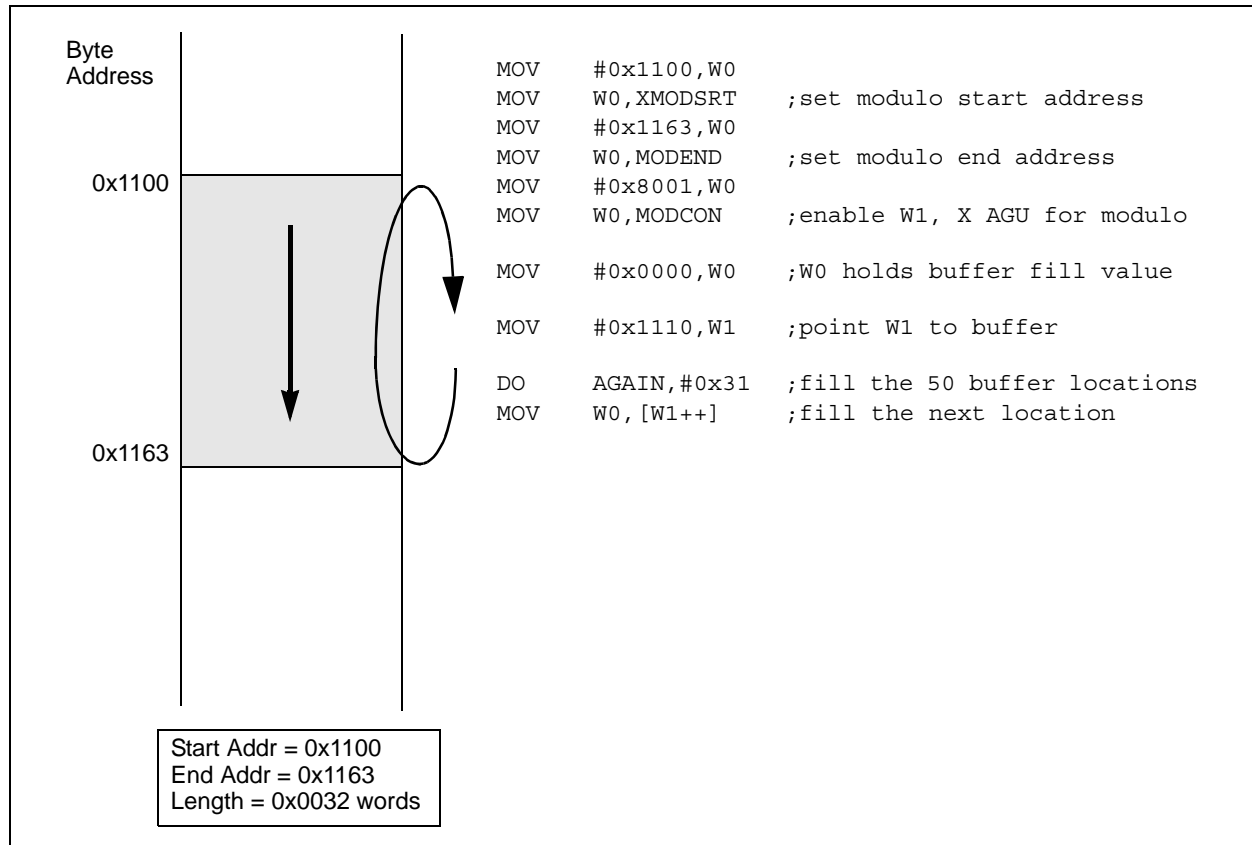 Byte
Address
0x1100
0x1163
MOV #0x1100,W0
MOV W0,XMODSRT ;set modulo start address
MOV #0x1163,W0
MOV W0,MODEND ;set modulo end address
MOV #0x8001,W0
MOV W0,MODCON ;enable W1, X AGU for modulo
MOV #0x0000,W0 ;W0 holds buffer fill value
MOV #0x1110,W1 ;point W1 to buffer
DO AGAIN,#0x31 ;fill the 50 buffer locations
MOV W0,[W1++] ;fill the next location
Start Addr = 0x1100
End Addr = 0x1163
Length = 0x0032 words